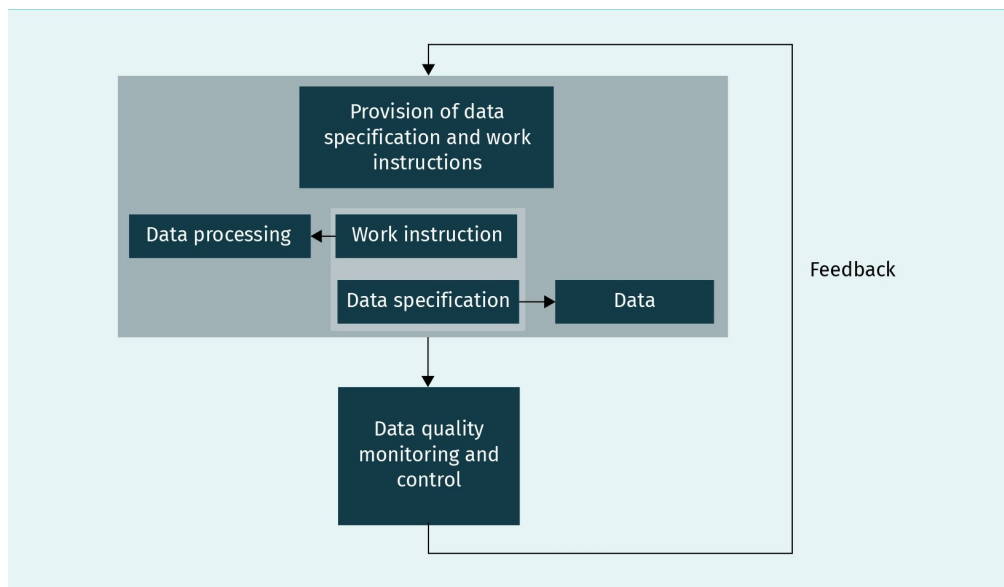 Provision of data
specification and work
instructions
Data processing
Work instruction
Data specification
Data
Feedback
Data quality
monitoring and
control